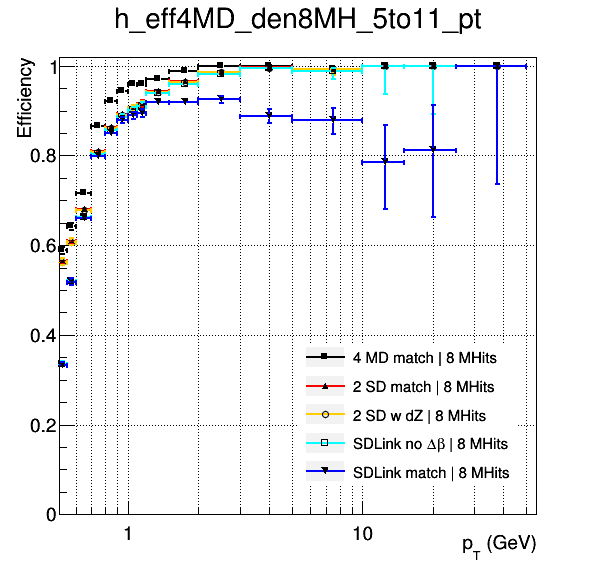 h_eff4MD_den8MH_5to11_pt
Efficiency
1
0.8
0.6
0.4
0.2
0
4 MD match | 8 MHits
2 SD match | 8 MHits
2 SD w dZ | 8 MHits
SDLink no Δβ | 8 MHits
SDLink match | 8 MHits
1
10
p_T (GeV)